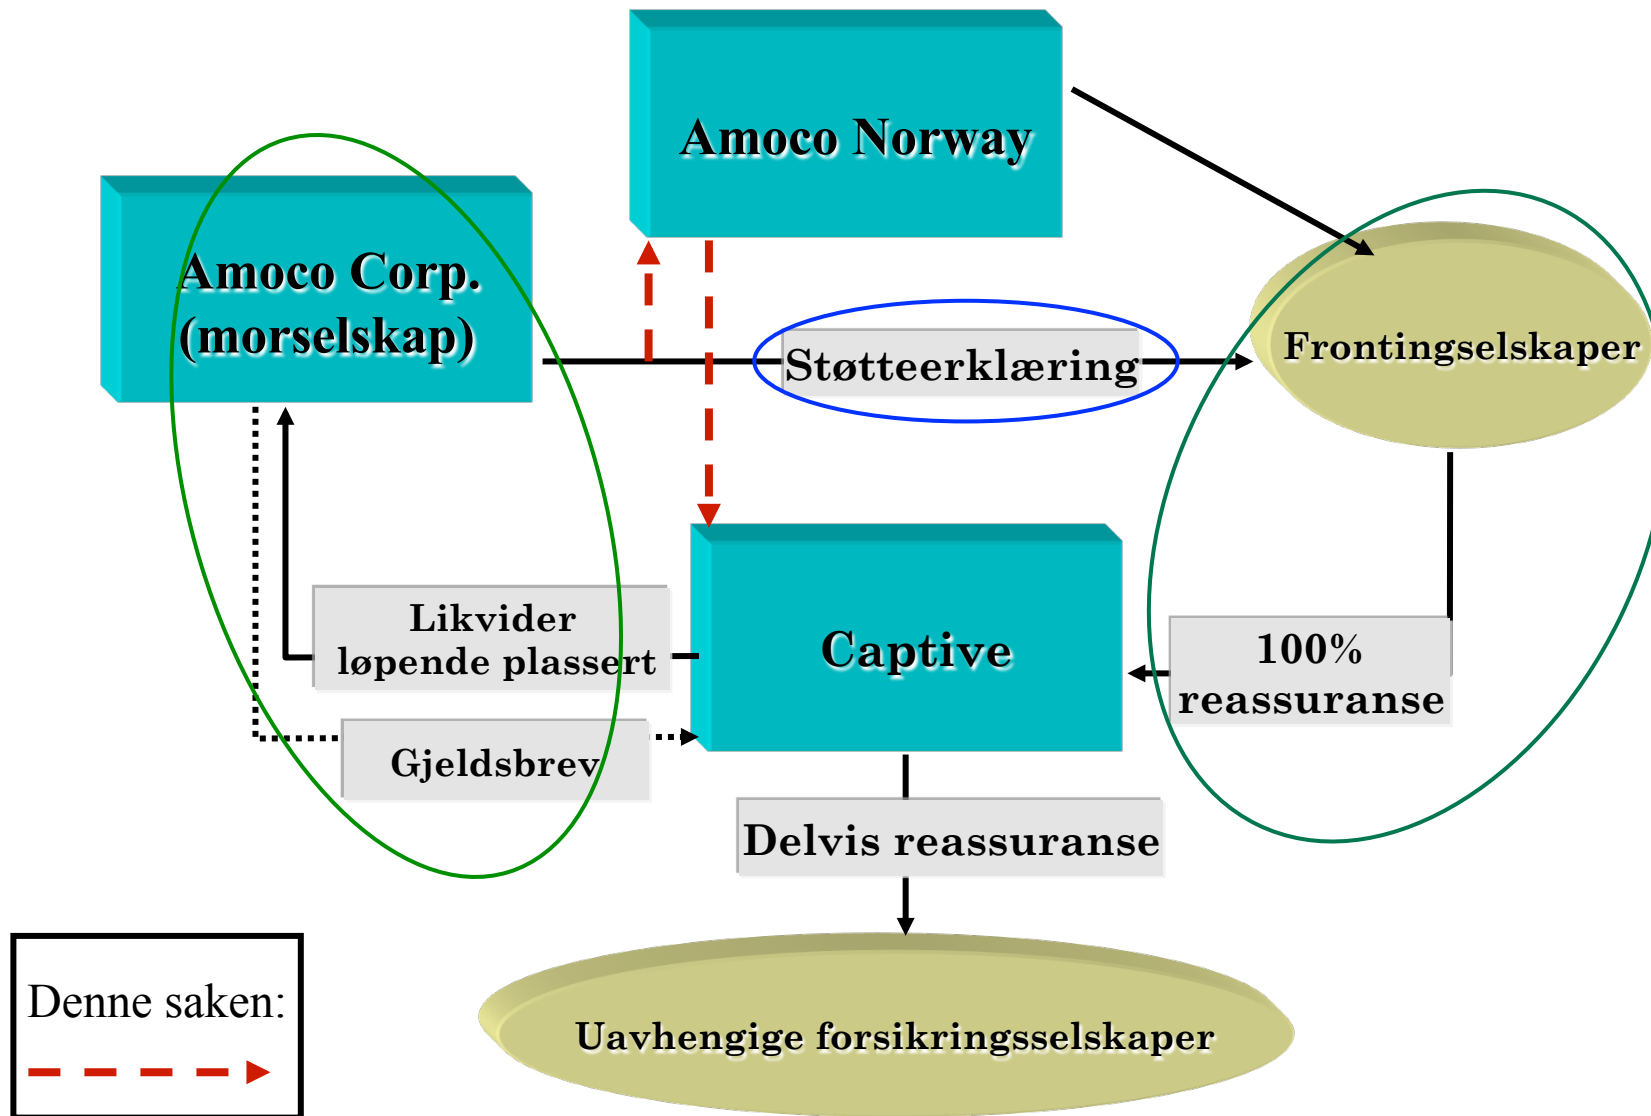 Amoco Norway
Amoco Corp.
(morselskap)
Støtteerklæring
Frontingselskaper
Likvider
løpende plassert
Captive
100%
reassuranse
Gjeldsbrev
Delvis reassuranse
Denne saken:
Uavhengige forsikringsselskaper